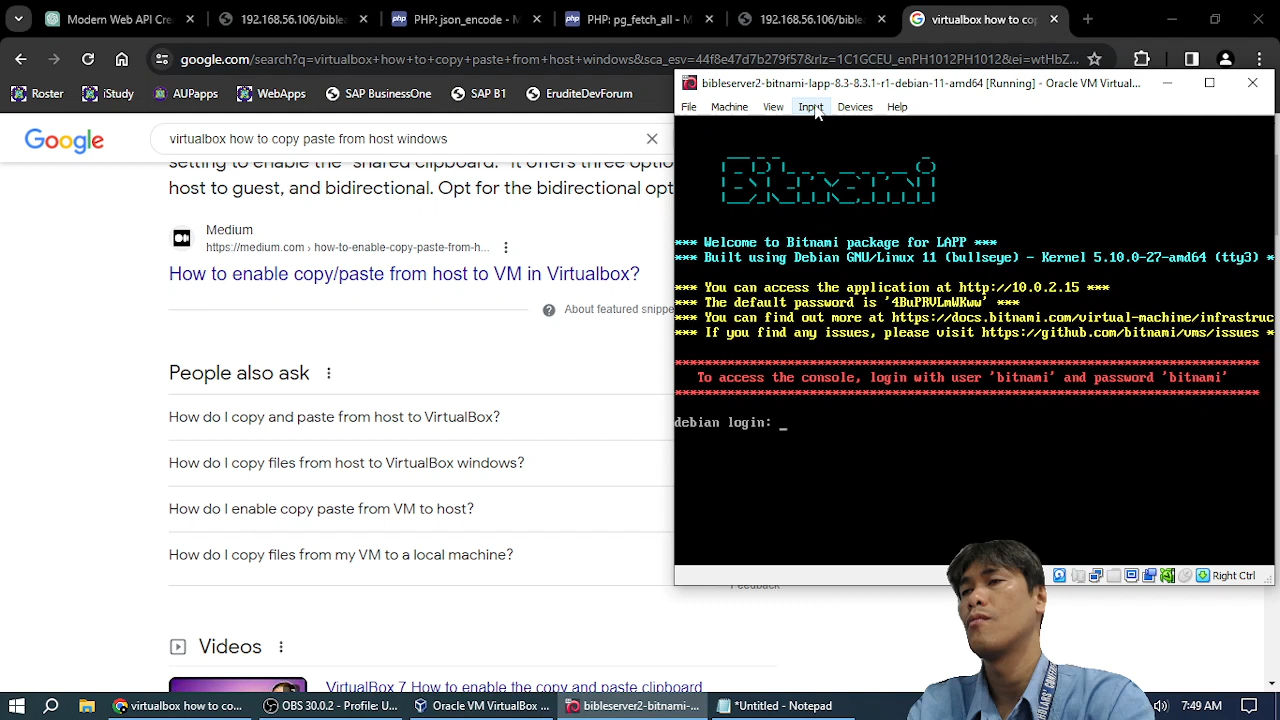 Modern Web API Cre
192.168.56.106/bible
PHP: json_encode - M
PHP: pg_fetch_all - M
192.168.56.106/bible
virtualbox how to co
google.com/search?q=virtualbox+how+to+copy+paste+from+host+windows&sca_esv=44f8e47d7b279f57&rlz=1C1GCEU_enPH1012PH1012&ei=wtHbZ...
Roster
iStudy
AUPapps
WebApps
SAP BusinessOne
SAP B1
EruditeDevForum
Google
virtualbox how to copy paste from host windows
setting to enable the "shared clipboard." It offers three option
host to guest, and bidirectional. Opt for the bidirectional opt
Medium
https://medium.com › how-to-enable-copy-paste-from-h...
How to enable copy/paste from host to VM in VirtualBox?
About featured snippe
People also ask
How do I copy and paste from host to VirtualBox?
How do I copy files from host to VirtualBox windows?
How do I enable copy paste from VM to host?
How do I copy files from my VM to a local machine?
Feedback
Videos
VirtualBox 7 How to enable the copy and paste clipboard
bibleserver2-bitnami-lapp-8.3-8.3.1-r1-debian-11-amd64 [Running] - Oracle VM Virtual...
File
Machine
View
Input
Devices
Help
Bitnami
*** Welcome to Bitnami package for LAPP ***
*** Built using Debian GNU/Linux 11 (bullseye) - Kernel 5.10.0-27-amd64 (tty3) *
*** You can access the application at http://10.0.2.15 ***
*** The default password is '4BuPRVLmWKww' ***
*** You can find out more at https://docs.bitnami.com/virtual-machine/infrastruc
*** If you find any issues, please visit https://github.com/bitnami/vms/issues *
******************************************************************************
To access the console, login with user 'bitnami' and password 'bitnami'
******************************************************************************
debian login: _
Right Ctrl
virtualbox how to co...
OBS 30.0.2 - Profile: U...
Oracle VM VirtualBox ...
bibleserver2-bitnami-...
*Untitled - Notepad
7:49 AM